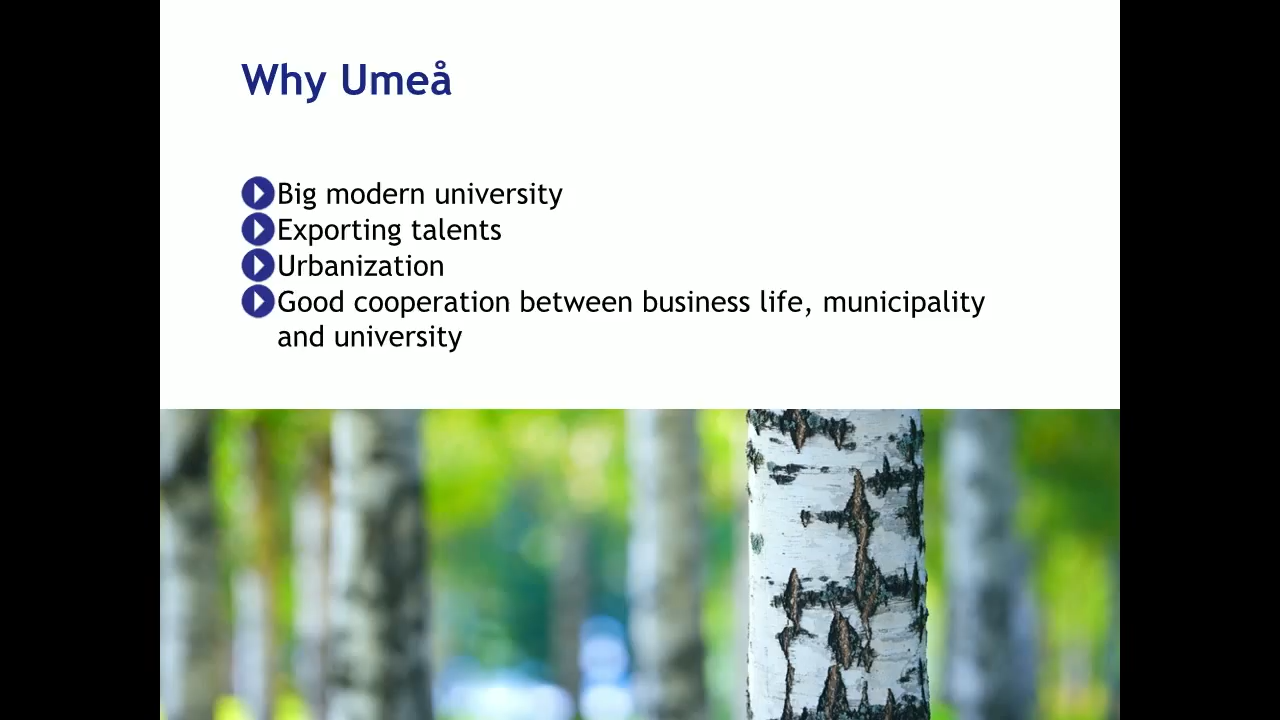 Why Umeå
Big modern university
Exporting talents
Urbanization
Good cooperation between business life, municipality
and university